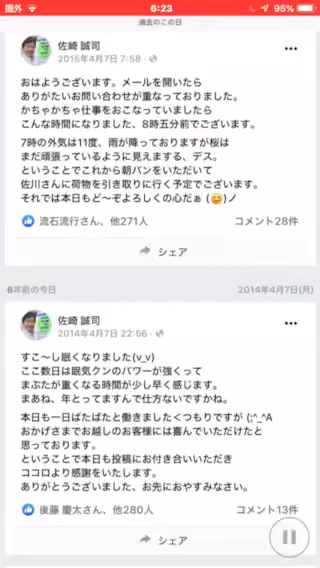 圏外
6:23
95%
過去のこの日
佐崎 誠司
2015年4月7日 7:58
おはようございます。メールを開いたら
ありがたいお問い合わせが重なっておりました。
かちゃかちゃ仕事をおこなっていましたら
こんな時間になりました、8時五分前でございます。
7時の外気は11度、雨が降っておりますが桜は
まだ頑張っているように見えまする、デス。
ということでこれから朝パンをいただいて
佐川さんに荷物を引き取りに行く予定でございます。
それでは本日もど〜ぞよろしくの心だぁ (😄)ノ
流石流行さん、他271人
コメント28件
シェア
8年前の今日
2014年4月7日(月)
佐崎 誠司
2014年4月7日 22:56
すこ〜し眠くなりました(v_v)
ここ数日は眠気クンのパワーが強くって
まぶたが重くなる時間が少し早く感じます。
まあね、年とってますんで仕方ないですかね。
本日も一日ばたばたと働きました＜つもりですが (;^_^A
おかげさまでお越しのお客様には喜んでいただけたと
思っております。
ということで本日も投稿にお付き合いいただき
ココロより感謝をいたします。
ありがとうございました、お先におやすみなさい。
後藤 慶太さん、他280人
コメント13件
シェア